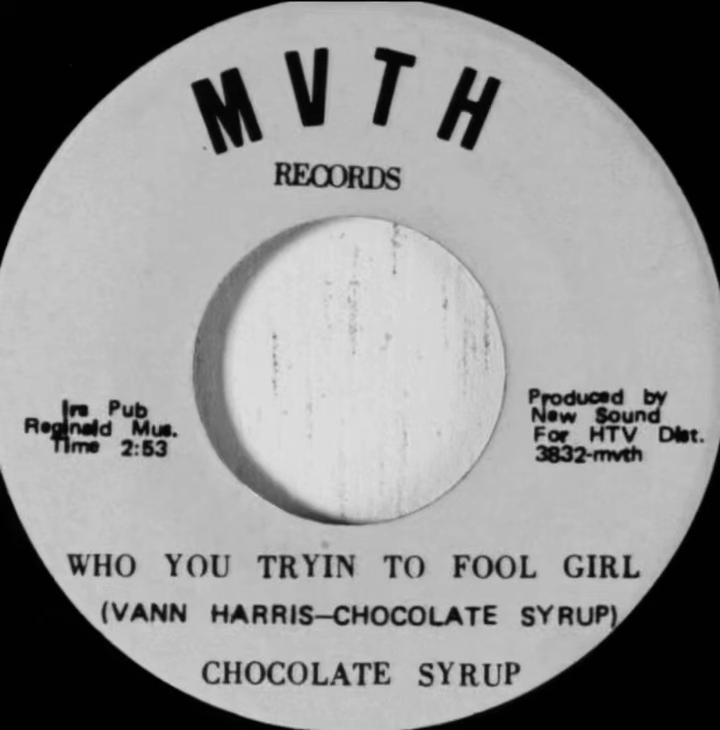 MVTH
RECORDS
Ire Pub
Reginald Mus.
Time 2:53
Produced by
New Sound
For HTV Dist.
3832-mvth
WHO YOU TRYIN TO FOOL GIRL
(VANN HARRIS—CHOCOLATE SYRUP)
CHOCOLATE SYRUP